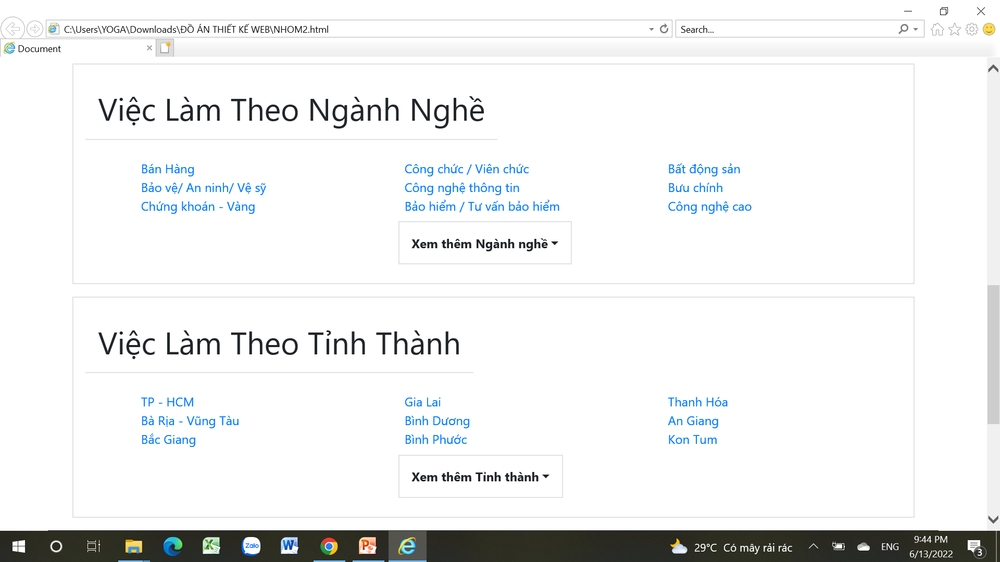 C:\Users\YOGA\Downloads\ĐỒ ÁN THIẾT KẾ WEB\NHOM2.html
Search...
Document
Việc Làm Theo Ngành Nghề
Bán Hàng Công chức / Viên chức Bất động sản
Bảo vệ/ An ninh/ Vệ sỹ Công nghệ thông tin Bưu chính
Chứng khoán - Vàng Bảo hiểm / Tư vấn bảo hiểm Công nghệ cao
Xem thêm Ngành nghề
Việc Làm Theo Tỉnh Thành
TP - HCM Gia Lai Thanh Hóa
Bà Rịa - Vũng Tàu Bình Dương An Giang
Bắc Giang Bình Phước Kon Tum
Xem thêm Tỉnh thành
Zalo
29°C Có mây rải rác
ENG
9:44 PM
6/13/2022
3